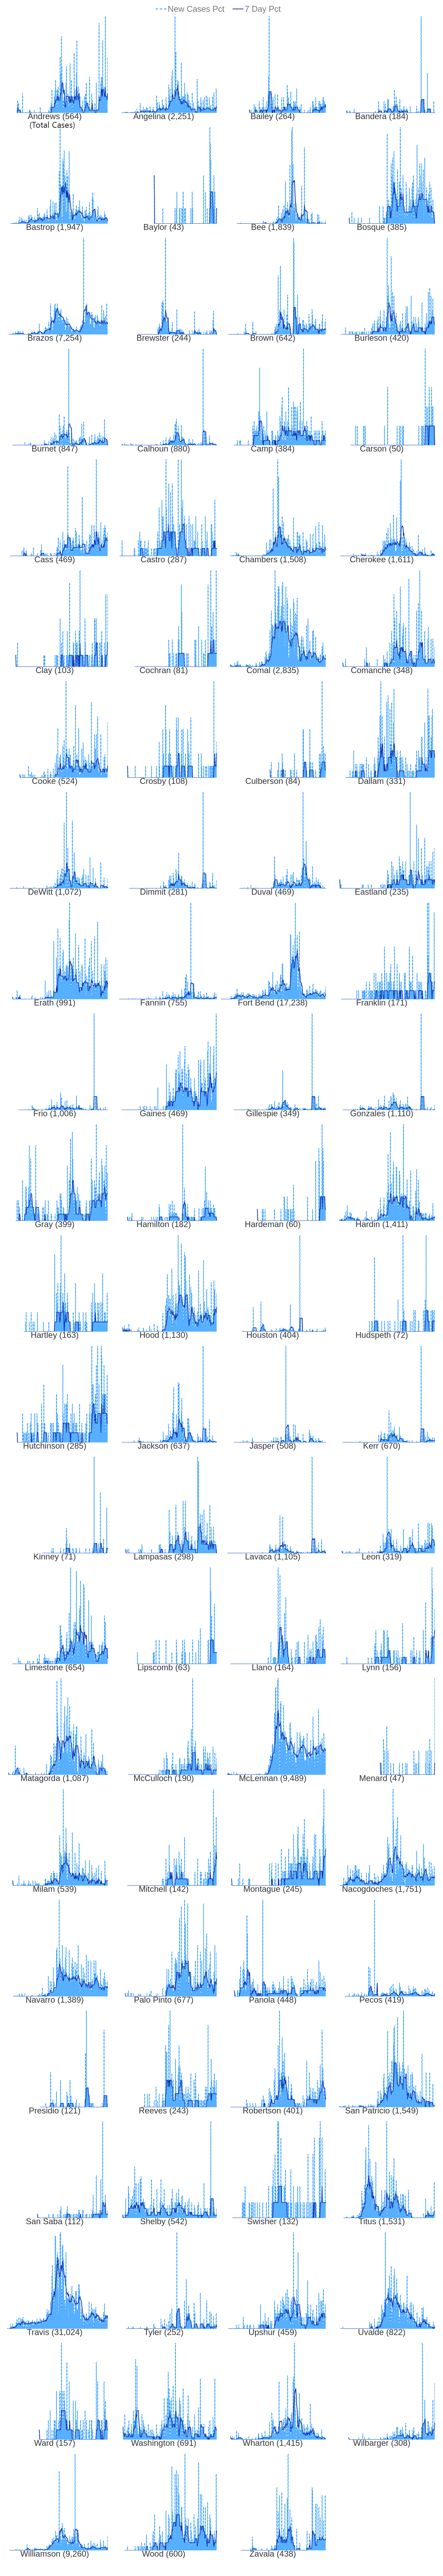 New Cases Pct 7 Day Pct
Andrews (564) Angelina (2,251) Bailey (264) Bandera (184)
(Total Cases)
Bastrop (1,947) Baylor (43) Bee (1,839) Bosque (385)
Brazos (7,254) Brewster (244) Brown (642) Burleson (420)
Burnet (847) Calhoun (880) Camp (384) Carson (50)
Cass (469) Castro (287) Chambers (1,508) Cherokee (1,611)
Clay (103) Cochran (81) Comal (2,835) Comanche (348)
Cooke (524) Crosby (108) Culberson (84) Dallam (331)
DeWitt (1,072) Dimmit (281) Duval (469) Eastland (235)
Erath (991) Fannin (755) Fort Bend (17,238) Franklin (171)
Frio (1,006) Gaines (469) Gillespie (349) Gonzales (1,110)
Gray (399) Hamilton (182) Hardeman (60) Hardin (1,411)
Hartley (163) Hood (1,130) Houston (404) Hudspeth (72)
Hutchinson (285) Jackson (637) Jasper (508) Kerr (670)
Kinney (71) Lampasas (298) Lavaca (1,105) Leon (319)
Limestone (654) Lipscomb (63) Llano (164) Lynn (156)
Matagorda (1,087) McCulloch (190) McLennan (9,489) Menard (47)
Milam (539) Mitchell (142) Montague (245) Nacogdoches (1,751)
Navarro (1,389) Palo Pinto (677) Panola (448) Pecos (419)
Presidio (121) Reeves (243) Robertson (401) San Patricio (1,549)
San Saba (112) Shelby (542) Swisher (132) Titus (1,531)
Travis (31,024) Tyler (252) Upshur (459) Uvalde (822)
Ward (157) Washington (691) Wharton (1,415) Wilbarger (308)
Williamson (9,260) Wood (600) Zavala (438)